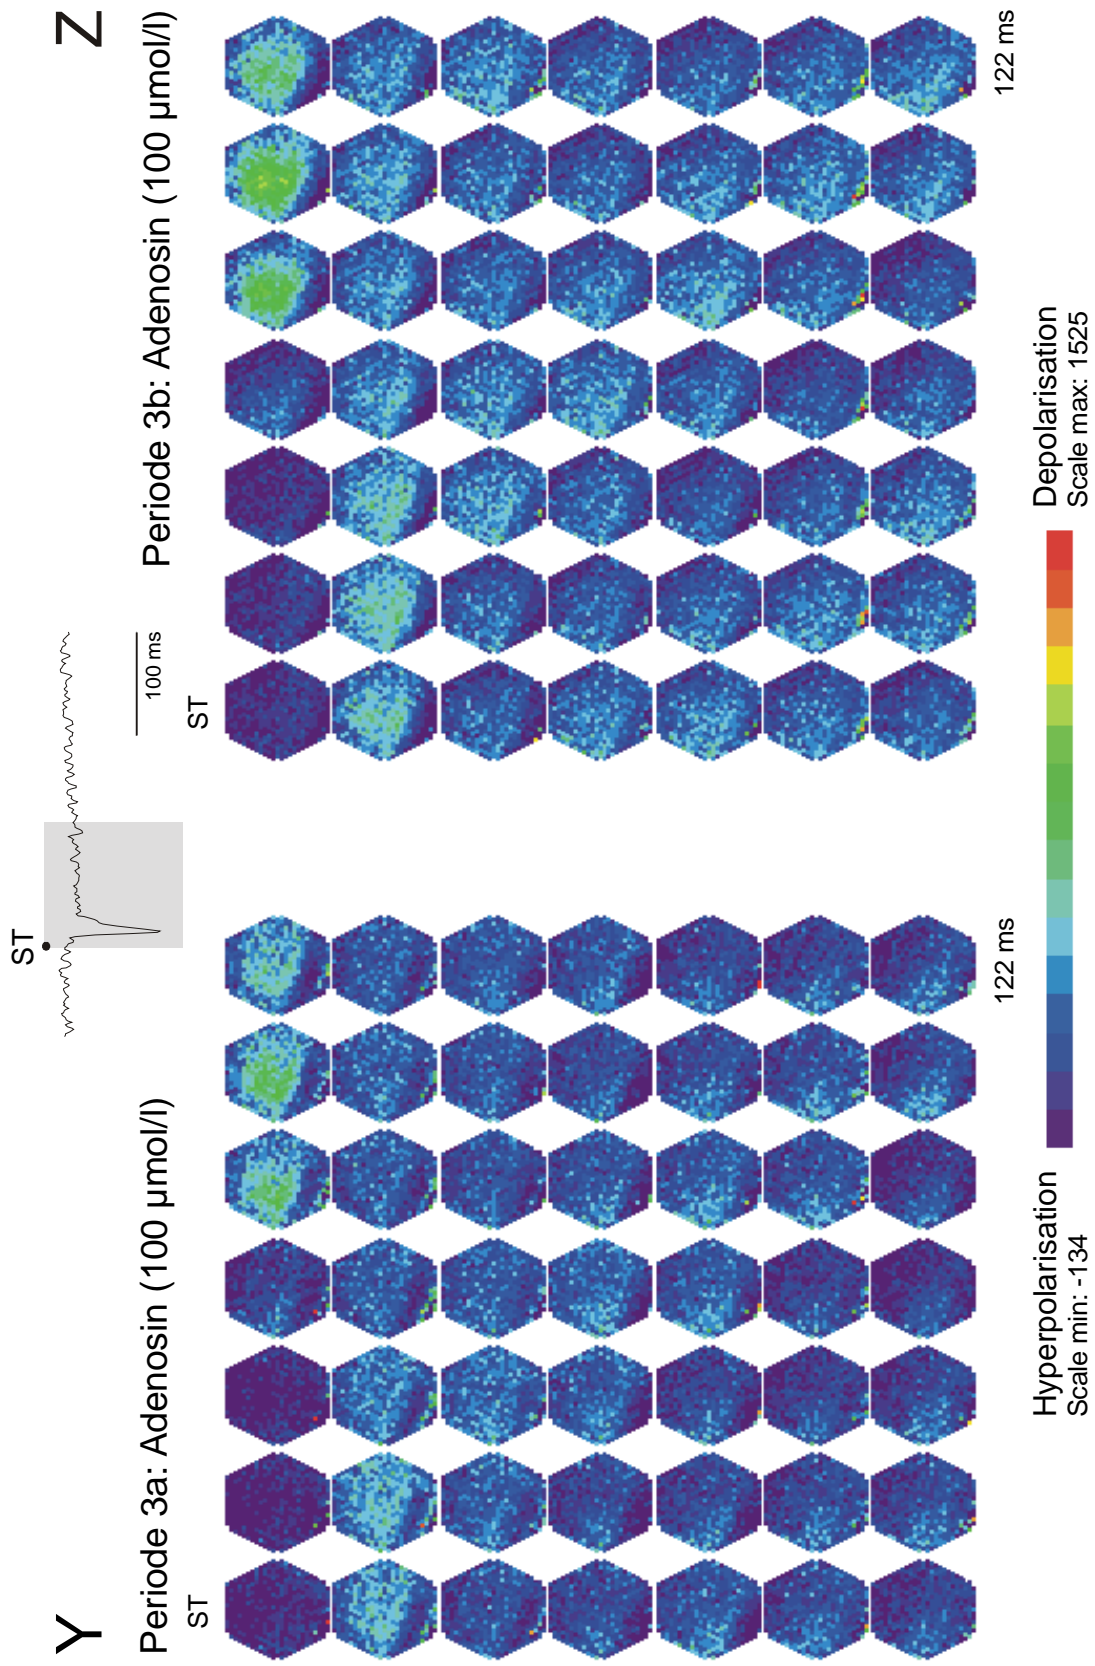 Y
Z
Periode 3a: Adenosin (100 µmol/l)
ST
100 ms
Periode 3b: Adenosin (100 µmol/l)
ST
ST
122 ms
122 ms
Hyperpolarisation
Scale min: -134
Depolarisation
Scale max: 1525